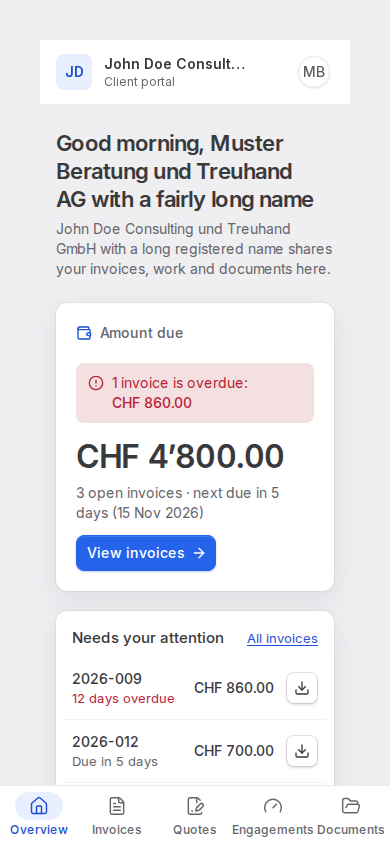 JD
John Doe Consult…
Client portal
MB
Good morning, Muster
Beratung und Treuhand
AG with a fairly long name
John Doe Consulting und Treuhand
GmbH with a long registered name shares
your invoices, work and documents here.
Amount due
1 invoice is overdue:
CHF 860.00
CHF 4’800.00
3 open invoices · next due in 5
days (15 Nov 2026)
View invoices
Needs your attention
All invoices
2026-009
12 days overdue
CHF 860.00
2026-012
Due in 5 days
CHF 700.00
Overview
Invoices
Quotes
Engagements
Documents